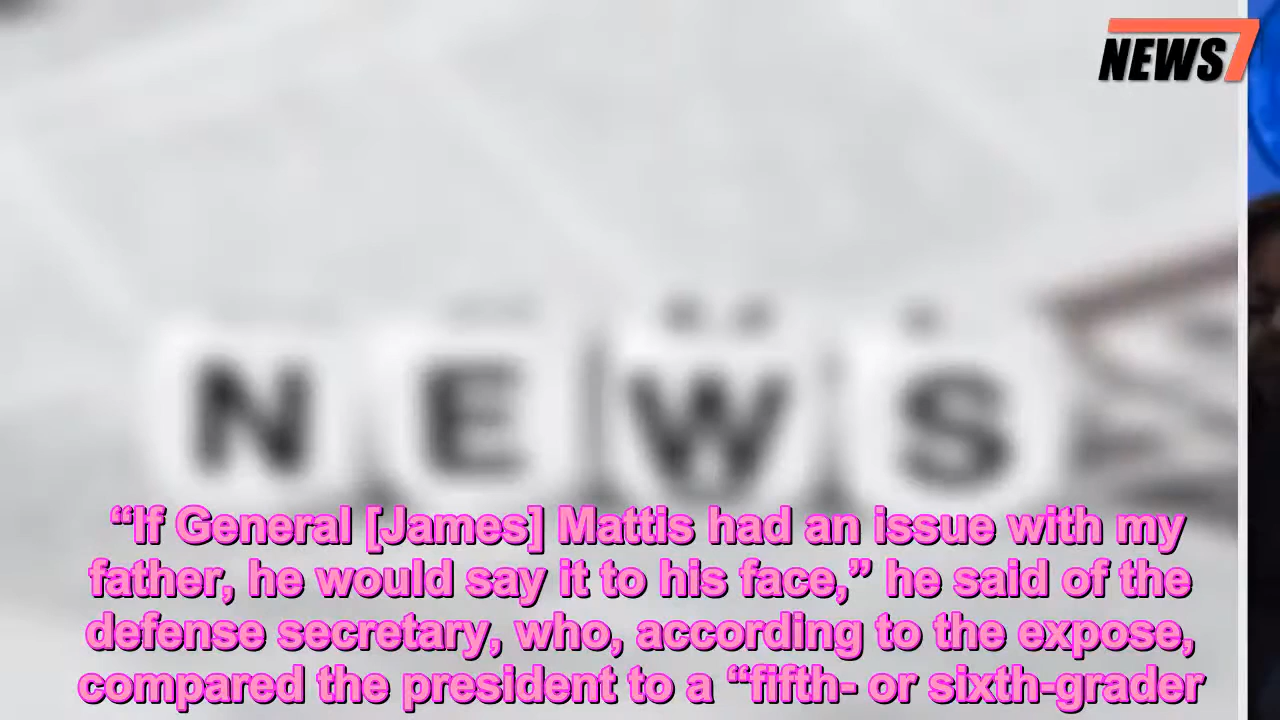 NEWS7
NEWS
“If General [James] Mattis had an issue with my
father, he would say it to his face,” he said of the
defense secretary, who, according to the expose,
compared the president to a “fifth- or sixth-grader